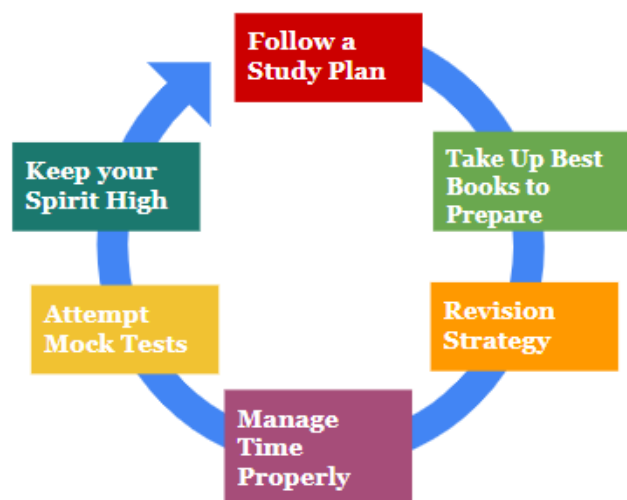 Follow a
Study Plan
Take Up Best
Books to
Prepare
Revision
Strategy
Manage
Time
Properly
Attempt
Mock Tests
Keep your
Spirit High